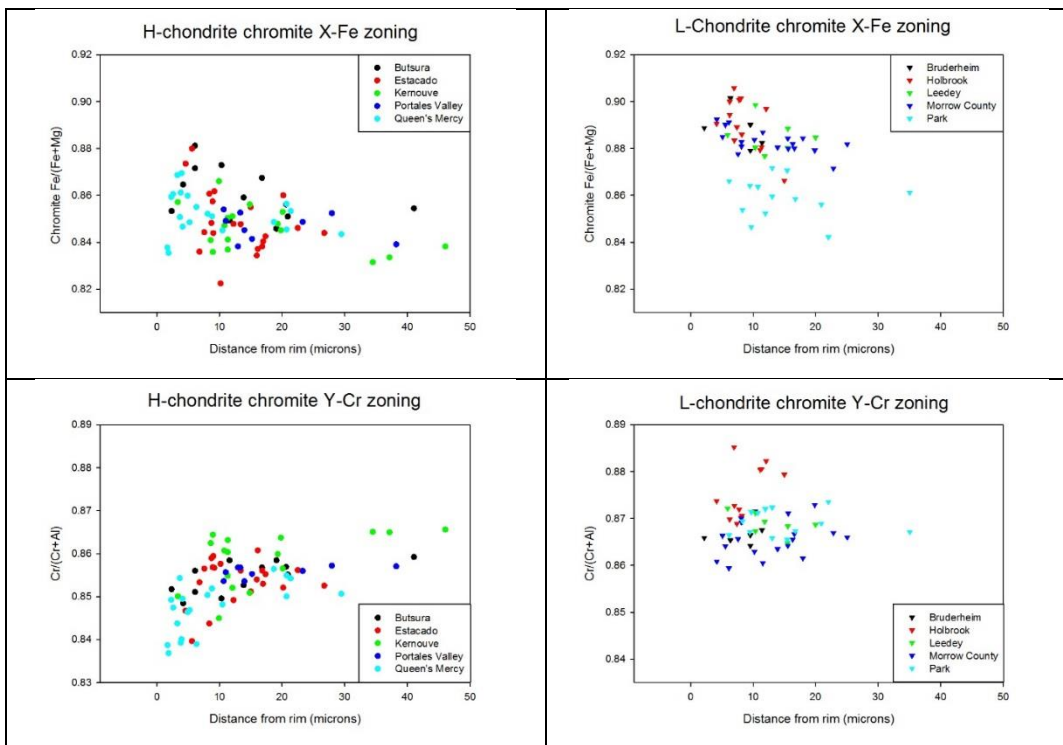 H-chondrite chromite X-Fe zoning
0.92
0.90
0.88
0.86
0.84
0.82
Chromite Fe/(Fe+Mg)
Butsura
Estacado
Kernouve
Portales Valley
Queen's Mercy
0 10 20 30 40 50
Distance from rim (microns)
L-Chondrite chromite X-Fe zoning
0.92
0.90
0.88
0.86
0.84
0.82
Chromite Fe/(Fe+Mg)
Bruderheim
Holbrook
Leedey
Morrow County
Park
0 10 20 30 40 50
Distance from rim (microns)
H-chondrite chromite Y-Cr zoning
0.89
0.88
0.87
0.86
0.85
0.84
0.83
Cr/(Cr+Al)
Butsura
Estacado
Kernouve
Portales Valley
Queen's Mercy
0 10 20 30 40 50
Distance from rim (microns)
L-chondrite chromite Y-Cr zoning
0.89
0.88
0.87
0.86
0.85
0.84
Cr/(Cr+Al)
Bruderheim
Holbrook
Leedey
Morrow County
Park
0 10 20 30 40 50
Distance from rim (microns)